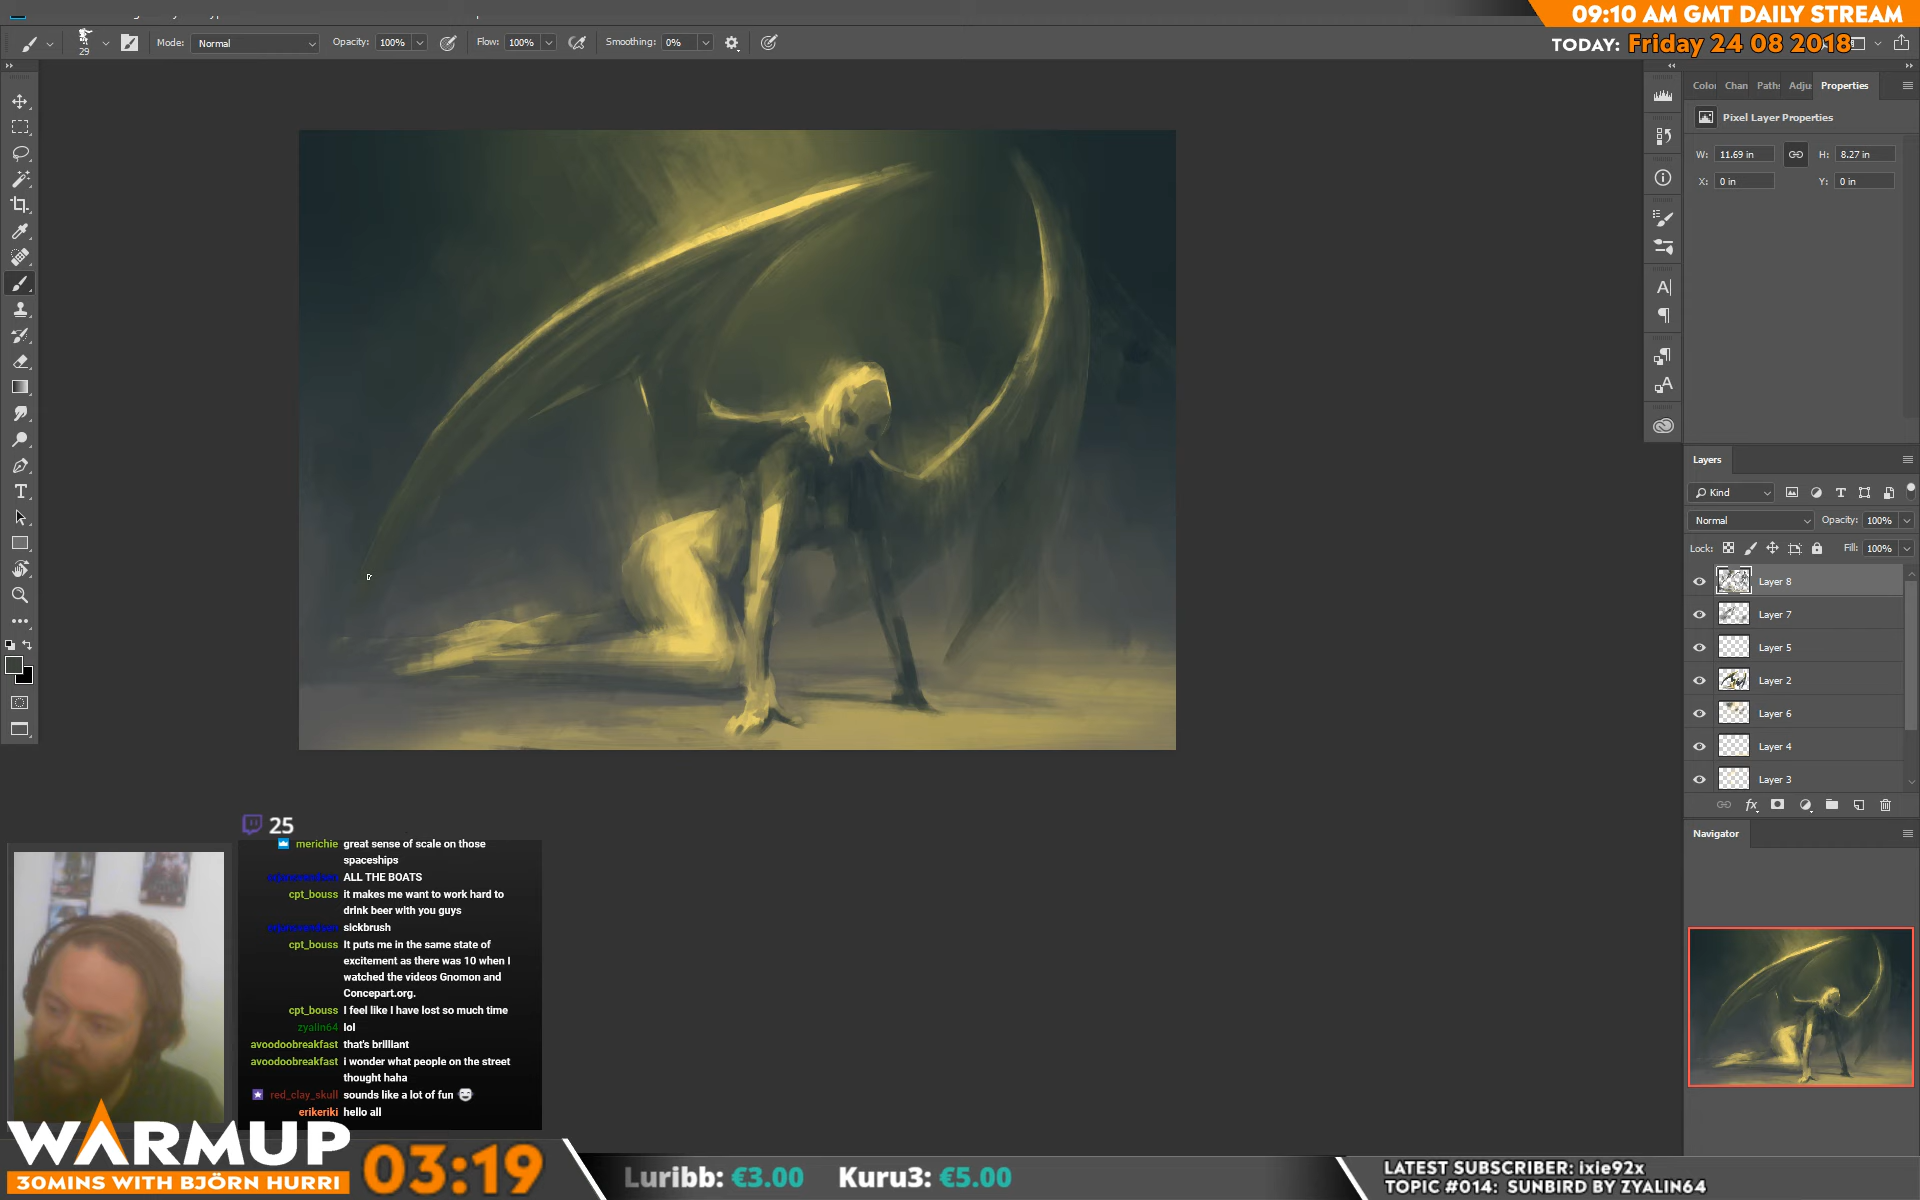 09:10 AM GMT DAILY STREAM
TODAY: Friday 24 08 2018
29
Mode: Normal
Opacity: 100%
Flow: 100%
Smoothing: 0%
Chan Paths Adju Properties
Pixel Layer Properties
W: 11.69 in H: 8.27 in
X: 0 in Y: 0 in
Layers
Kind
Normal Opacity: 100%
Lock: Fill: 100%
Layer 8
Layer 7
Layer 5
Layer 2
Layer 6
Layer 4
Layer 3
Navigator
25
merichie great sense of scale on those
spaceships
ALL THE BOATS
cpt_bouss it makes me want to work hard to
drink beer with you guys
sickbrush
cpt_bouss It puts me in the same state of
excitement as there was 10 when I
watched the videos Gnomon and
Concepart.org.
cpt_bouss I feel like I have lost so much time
zyalin64 lol
avoodoobreakfast that's brilliant
avoodoobreakfast i wonder what people on the street
thought haha
red_clay_skull sounds like a lot of fun
erikeriki hello all
WARMUP
30MINS WITH BJÖRN HURRI
03:19
Luribb: €3.00 Kuru3: €5.00
LATEST SUBSCRIBER: ixie92x
TOPIC #014: SUNBIRD BY ZYALIN64